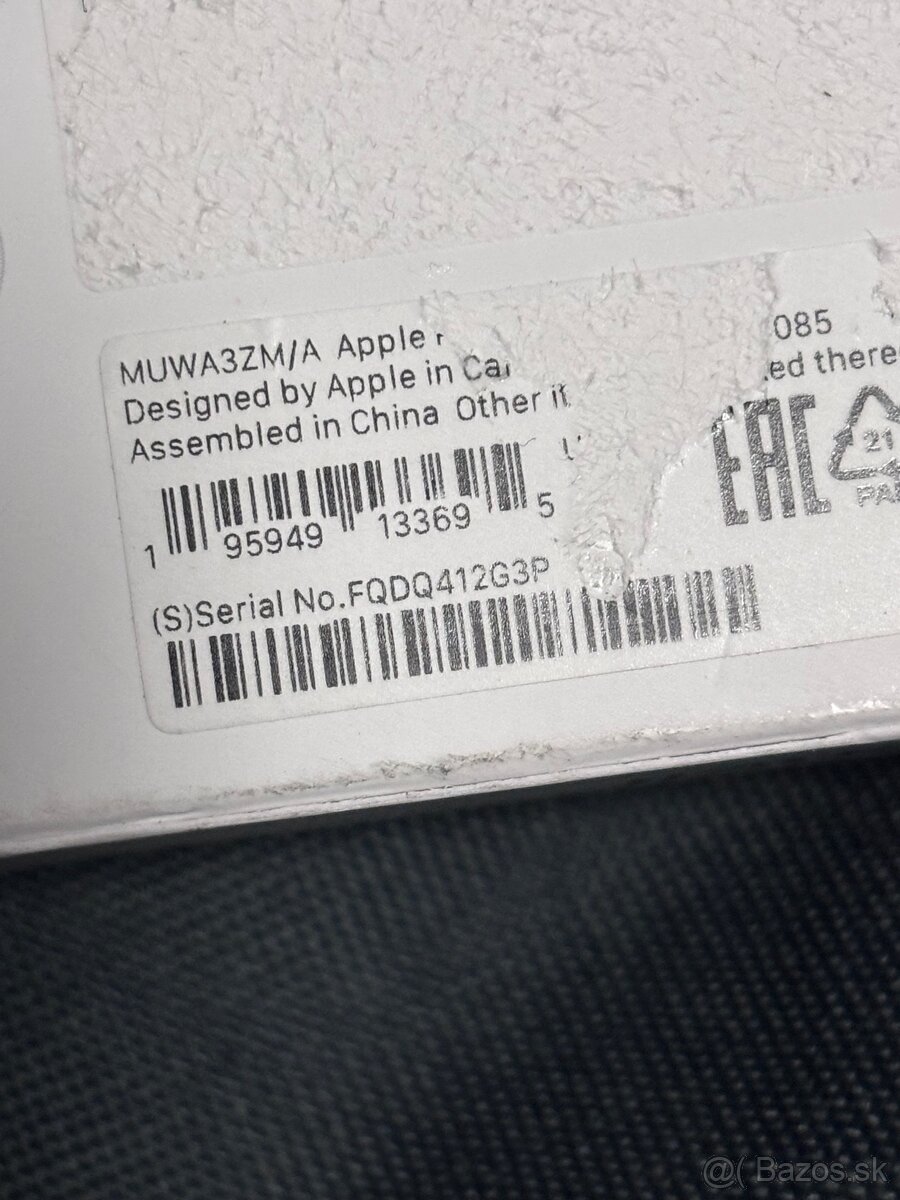 MUWA3ZM/A Apple
085
Designed by Apple in
ed there
Assembled in China Other
EAC
21
PA
1 95949 13369 5
(S)Serial No.FQDQ412G3P
@( Bazos.sk